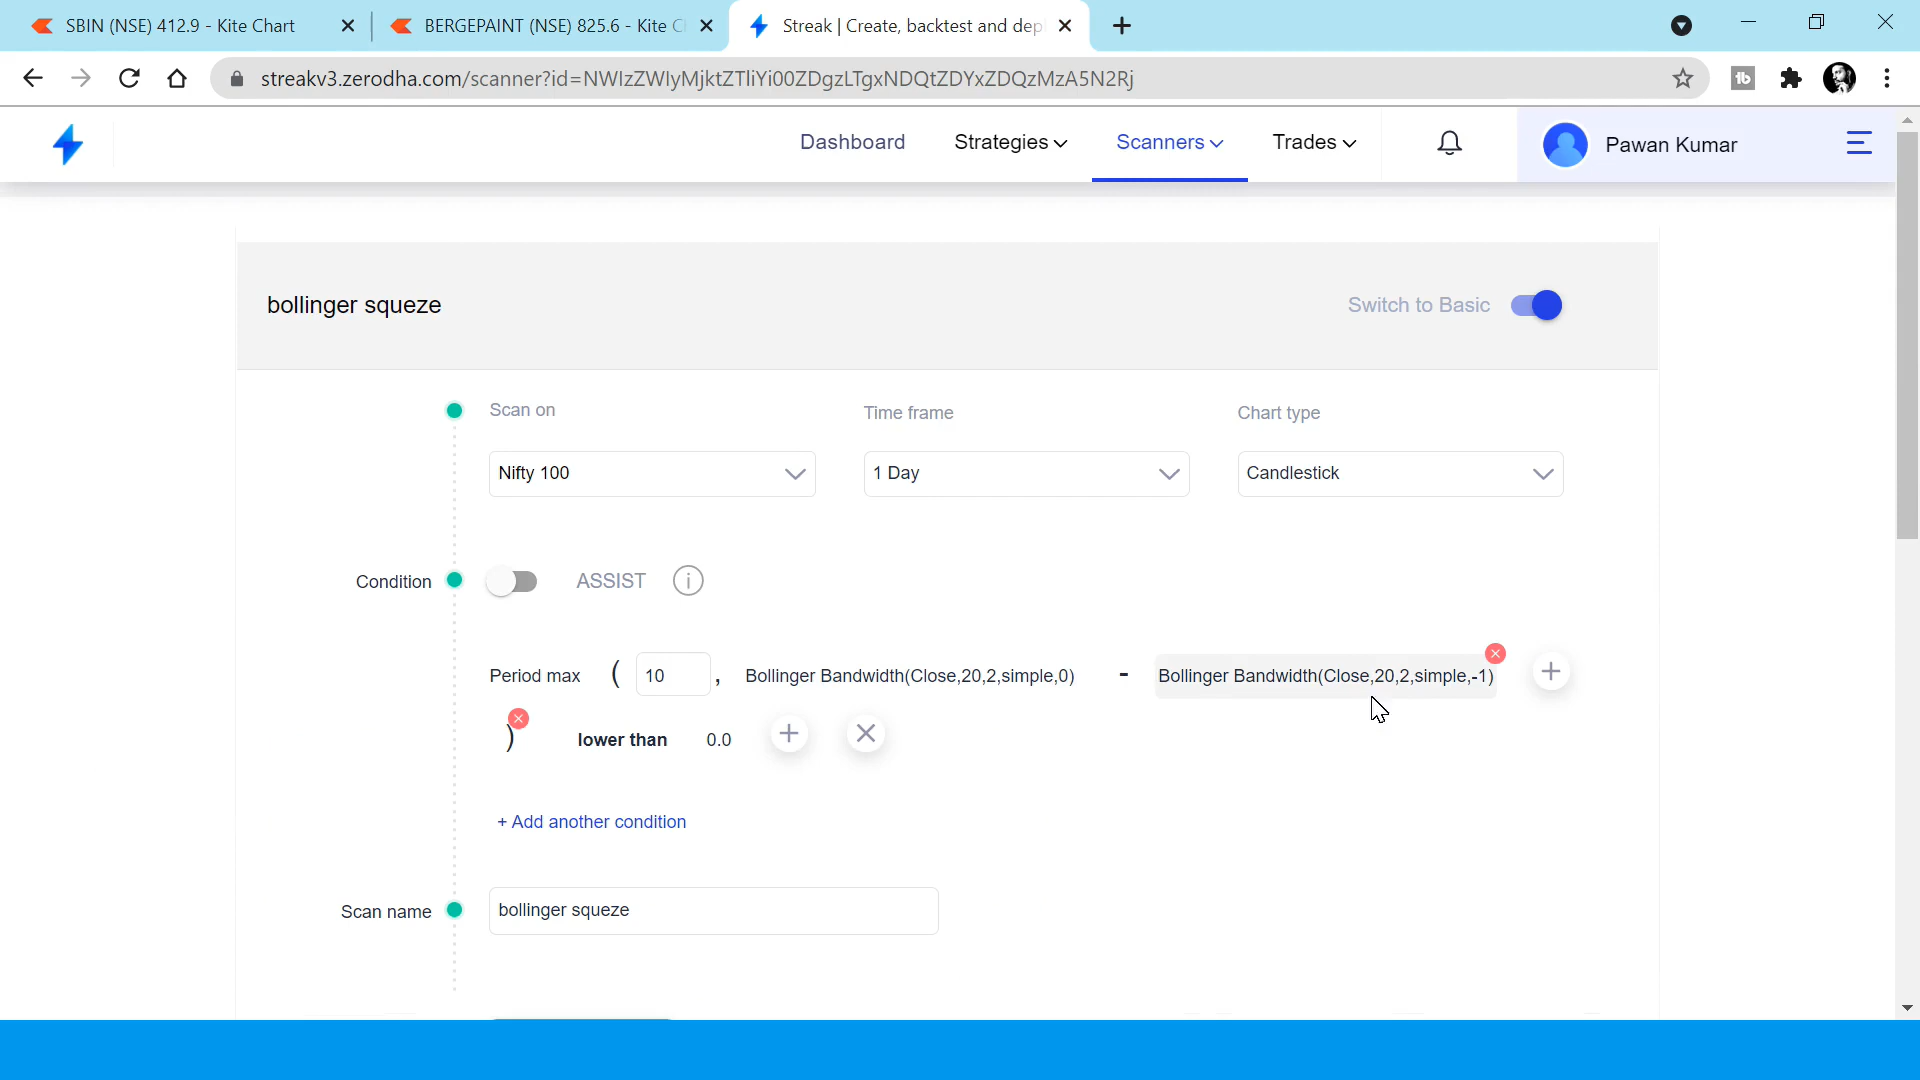 SBIN (NSE) 412.9 - Kite Chart
BERGEPAINT (NSE) 825.6 - Kite C
Streak | Create, backtest and dep
streakv3.zerodha.com/scanner?id=NWIzZWIyMjktZTliYi00ZDgzLTgxNDQtZDYxZDQzMzA5N2Rj
Dashboard Strategies Scanners Trades Pawan Kumar
bollinger squeze Switch to Basic
Scan on Time frame Chart type
Nifty 100 1 Day Candlestick
Condition ASSIST i
Period max ( 10 , Bollinger Bandwidth(Close,20,2,simple,0) - Bollinger Bandwidth(Close,20,2,simple,-1) +
) lower than 0.0 +
+ Add another condition
Scan name bollinger squeze